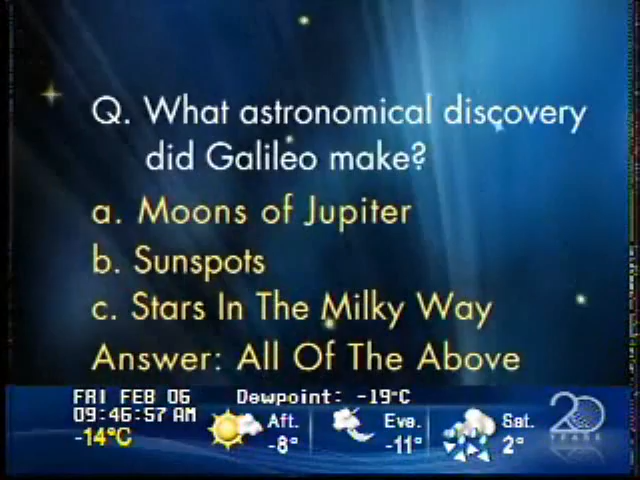 Q. What astronomical discovery
did Galileo make?
a. Moons of Jupiter
b. Sunspots
c. Stars In The Milky Way
Answer: All Of The Above
FRI FEB 06
Dewpoint: -19°C
09:46:57 AM
-14°C
Aft.
-8°
Eve.
-11°
Sat.
2°
20
YEARS